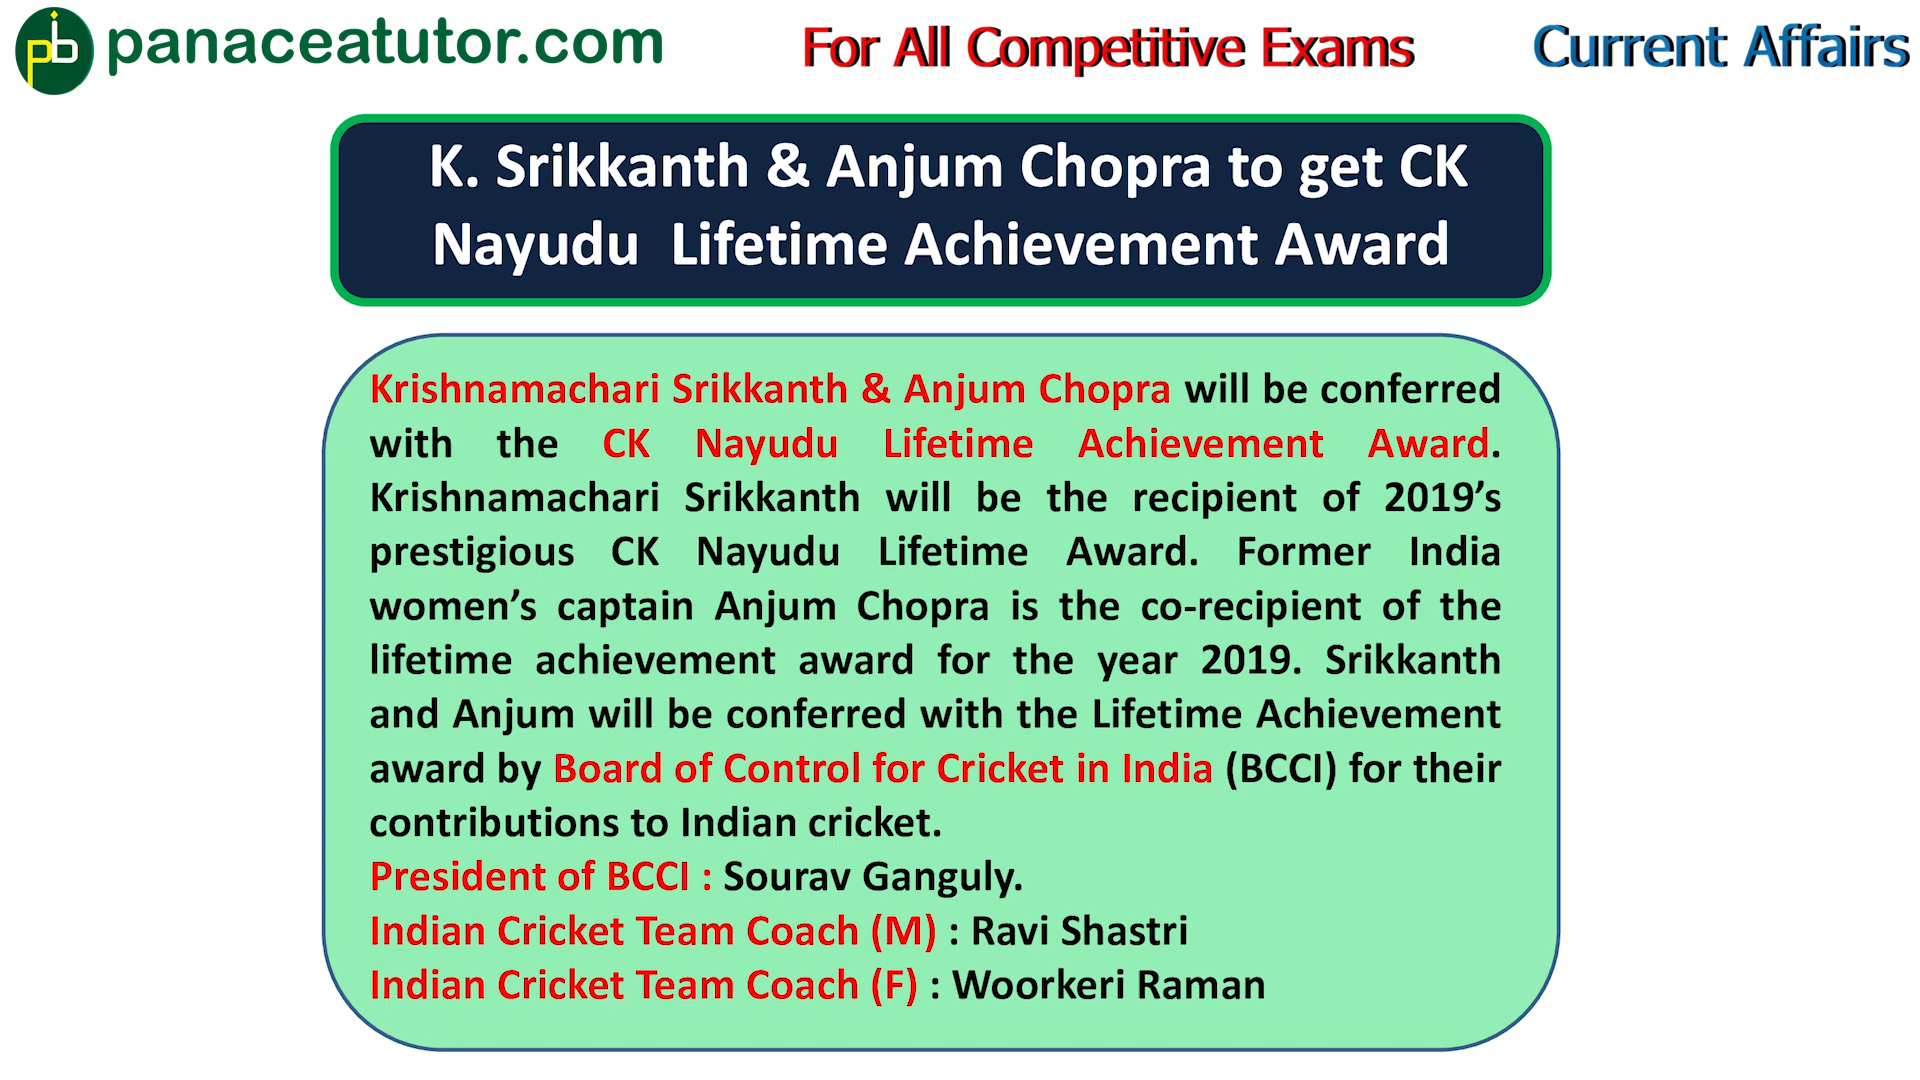 pb panaceatutor.com For All Competitive Exams Current Affairs
K. Srikkanth & Anjum Chopra to get CK
Nayudu Lifetime Achievement Award
Krishnamachari Srikkanth & Anjum Chopra will be conferred
with the CK Nayudu Lifetime Achievement Award.
Krishnamachari Srikkanth will be the recipient of 2019’s
prestigious CK Nayudu Lifetime Award. Former India
women’s captain Anjum Chopra is the co-recipient of the
lifetime achievement award for the year 2019. Srikkanth
and Anjum will be conferred with the Lifetime Achievement
award by Board of Control for Cricket in India (BCCI) for their
contributions to Indian cricket.
President of BCCI : Sourav Ganguly.
Indian Cricket Team Coach (M) : Ravi Shastri
Indian Cricket Team Coach (F) : Woorkeri Raman